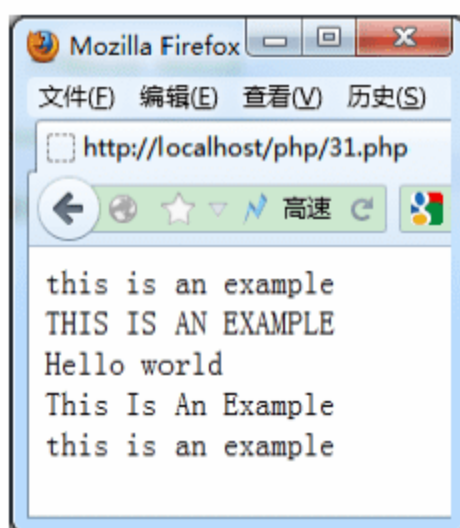 Mozilla Firefox
文件(F) 编辑(E) 查看(V) 历史(S)
http://localhost/php/31.php
高速
this is an example
THIS IS AN EXAMPLE
Hello world
This Is An Example
this is an example